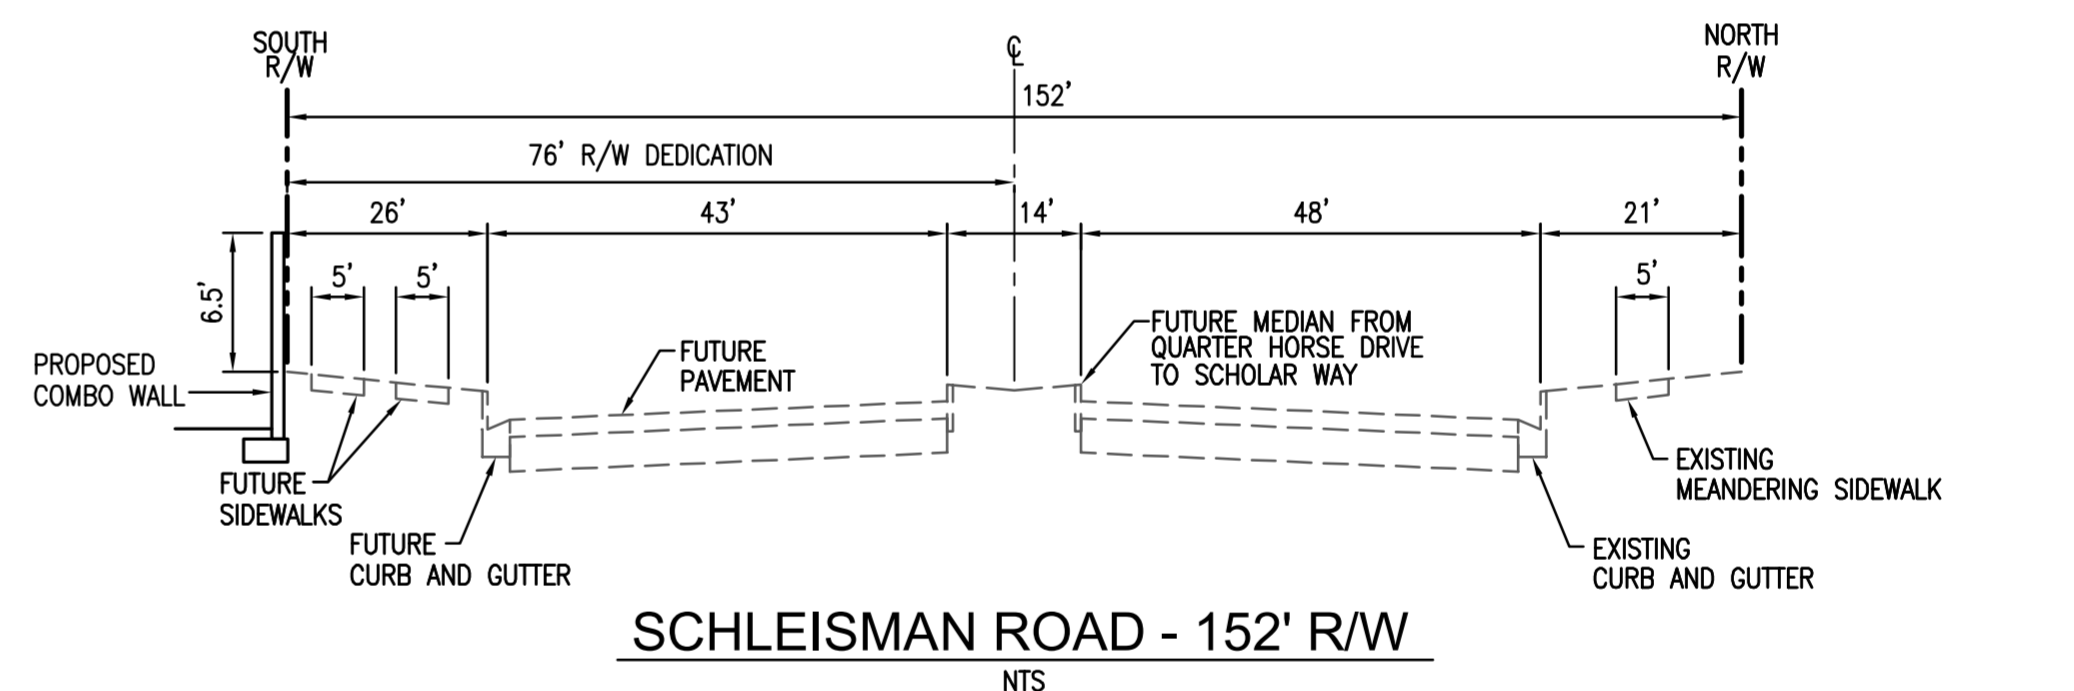 SOUTH
R/W
℄
NORTH
R/W
152'
76' R/W DEDICATION
26'
43'
14'
48'
21'
6.5'
5'
5'
5'
PROPOSED
COMBO WALL
FUTURE
PAVEMENT
FUTURE MEDIAN FROM
QUARTER HORSE DRIVE
TO SCHOLAR WAY
FUTURE
SIDEWALKS
FUTURE
CURB AND GUTTER
EXISTING
MEANDERING SIDEWALK
EXISTING
CURB AND GUTTER
SCHLEISMAN ROAD - 152' R/W
NTS